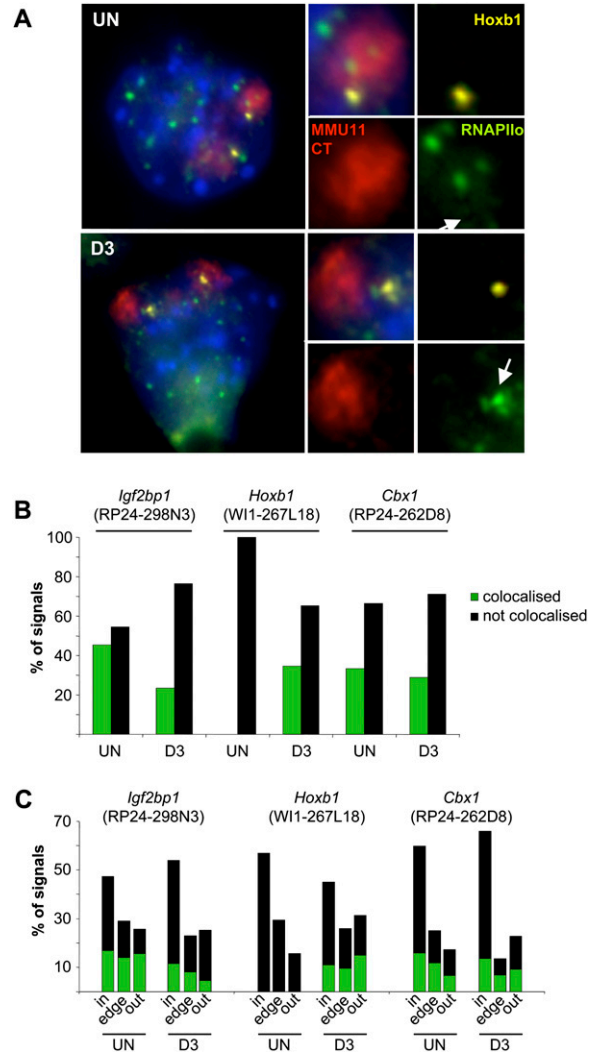 A
UN
Hoxb1
MMU11
CT
RNAPIIo
D3
B
Igf2bp1
(RP24-298N3)
Hoxb1
(WI1-267L18)
Cbx1
(RP24-262D8)
% of signals
100
80
60
40
20
UN
D3
UN
D3
UN
D3
colocalised
not colocalised
C
Igf2bp1
(RP24-298N3)
Hoxb1
(WI1-267L18)
Cbx1
(RP24-262D8)
% of signals
70
50
30
10
in
edge
out
in
edge
out
in
edge
out
in
edge
out
in
edge
out
in
edge
out
UN
D3
UN
D3
UN
D3